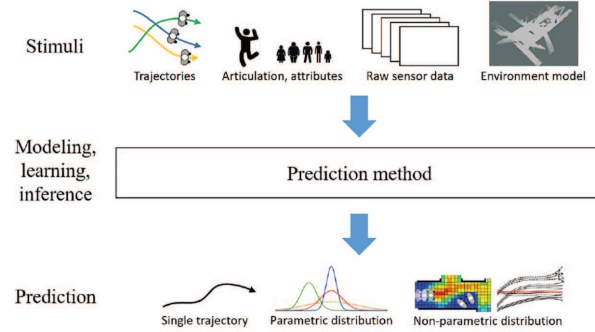 Stimuli
Trajectories
Articulation, attributes
Raw sensor data
Environment model
Modeling,
learning,
inference
Prediction method
Prediction
Single trajectory
Parametric distribution
Non-parametric distribution